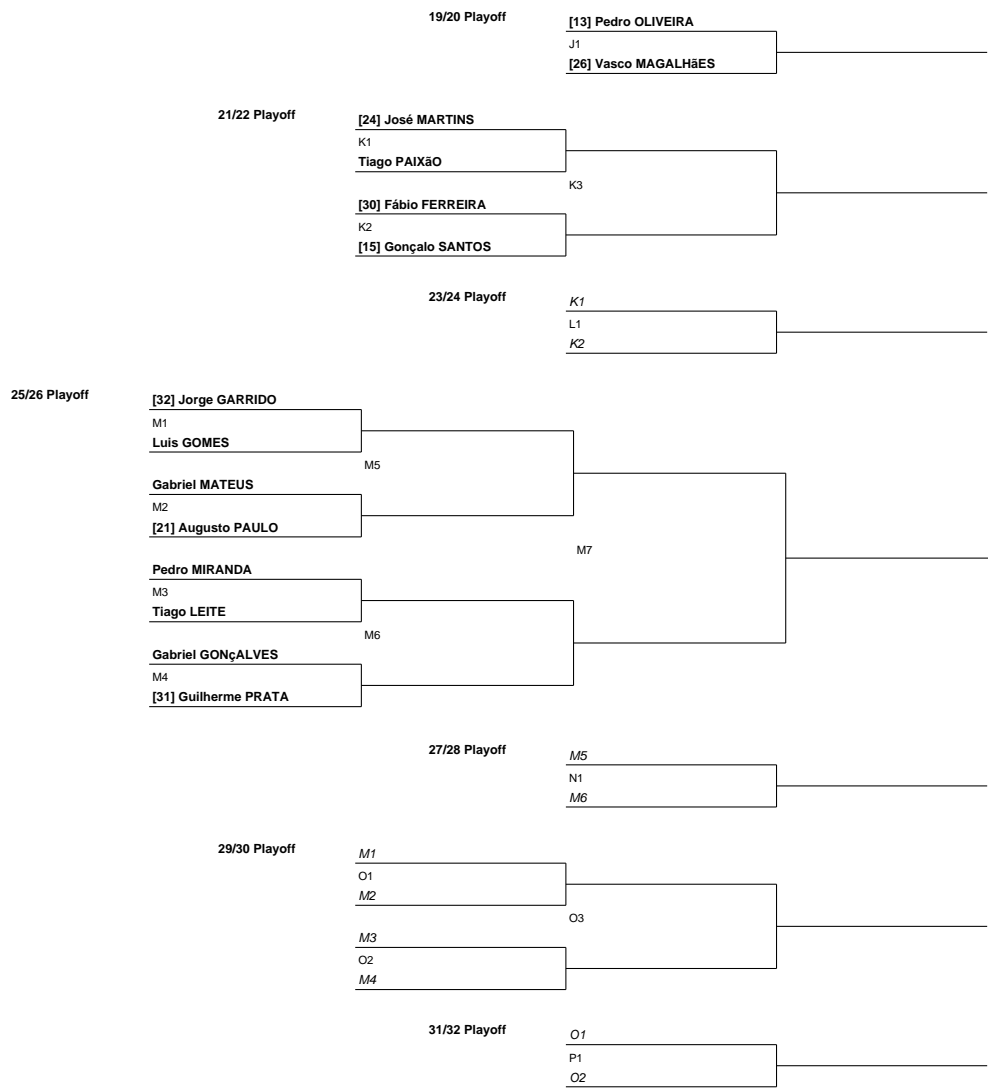 19/20 Playoff
[13] Pedro OLIVEIRA
J1
[26] Vasco MAGALHãES
21/22 Playoff
[24] José MARTINS
K1
Tiago PAIXãO
K3
[30] Fábio FERREIRA
K2
[15] Gonçalo SANTOS
23/24 Playoff
K1
L1
K2
25/26 Playoff
[32] Jorge GARRIDO
M1
Luis GOMES
M5
Gabriel MATEUS
M2
[21] Augusto PAULO
M7
Pedro MIRANDA
M3
Tiago LEITE
M6
Gabriel GONçALVES
M4
[31] Guilherme PRATA
27/28 Playoff
M5
N1
M6
29/30 Playoff
M1
O1
M2
O3
M3
O2
M4
31/32 Playoff
O1
P1
O2